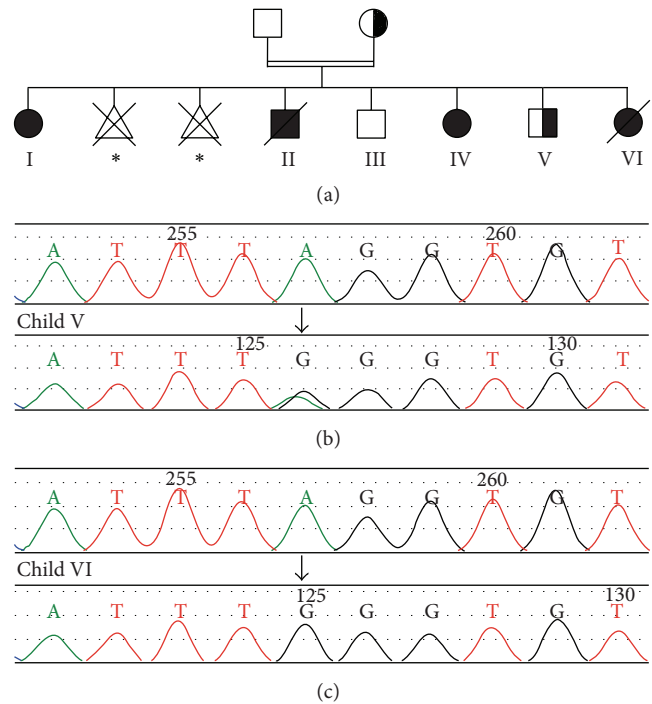 I * * II III IV V VI
(a)
255 260
A T T T A G G T G T
Child V
125 130
A T T T G G G T G T
(b)
255 260
A T T T A G G T G T
Child VI
125 130
A T T T G G G T G T
(c)